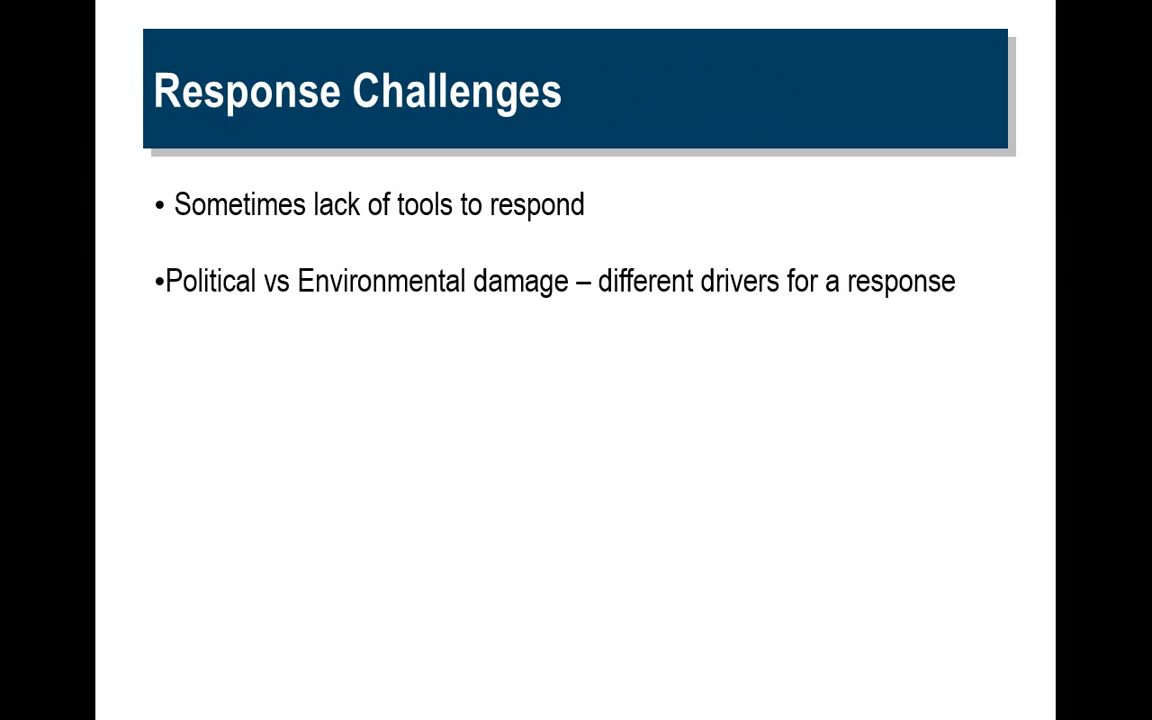 Response Challenges
• Sometimes lack of tools to respond
•Political vs Environmental damage – different drivers for a response